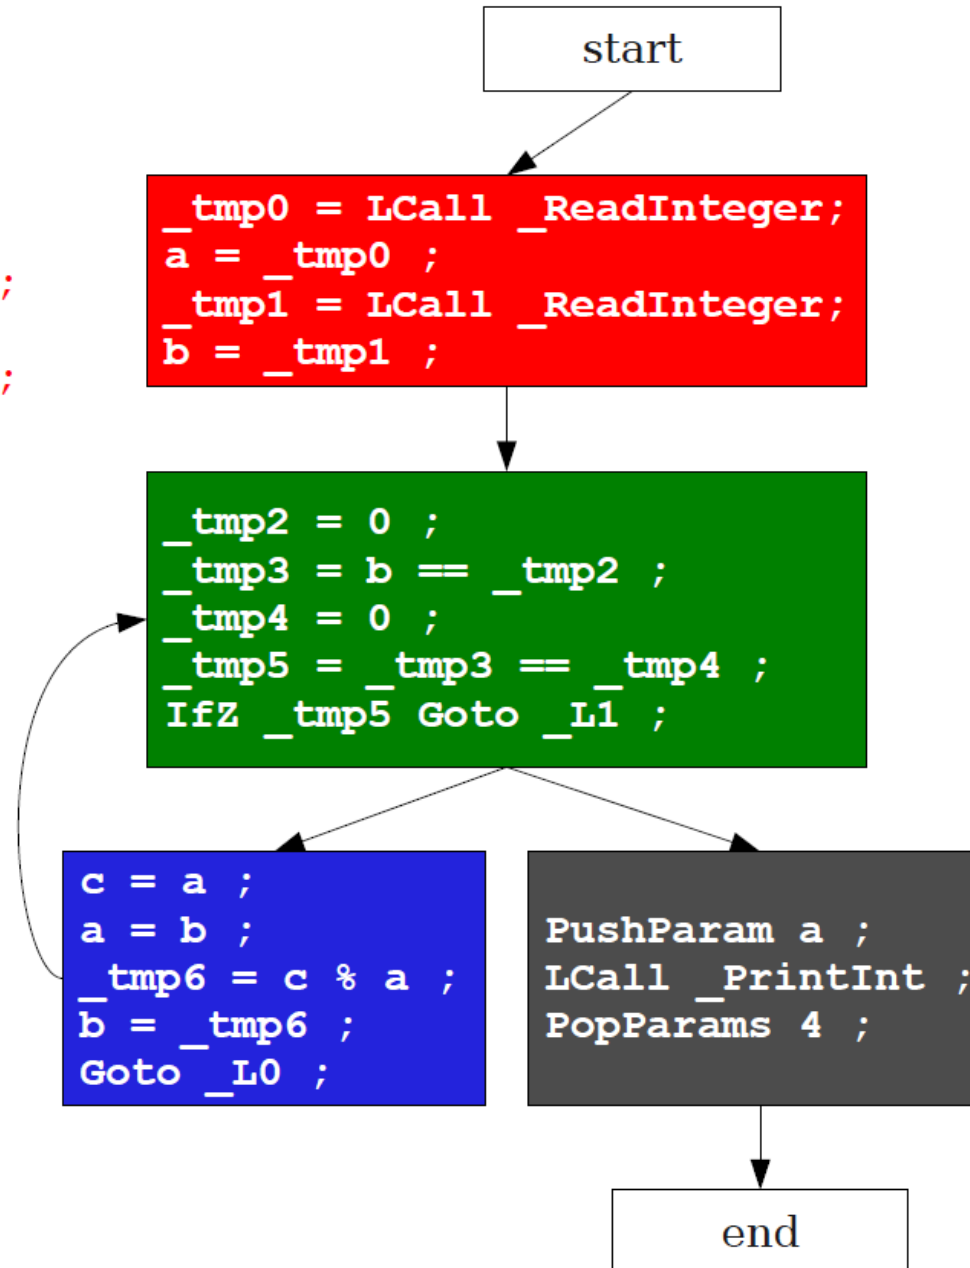 start
_tmp0 = LCall _ReadInteger;
a = _tmp0 ;
_tmp1 = LCall _ReadInteger;
b = _tmp1 ;
;
;
_tmp2 = 0 ;
_tmp3 = b == _tmp2 ;
_tmp4 = 0 ;
_tmp5 = _tmp3 == _tmp4 ;
IfZ _tmp5 Goto _L1 ;
c = a ;
a = b ;
_tmp6 = c % a ;
b = _tmp6 ;
Goto _L0 ;
PushParam a ;
LCall _PrintInt ;
PopParams 4 ;
end